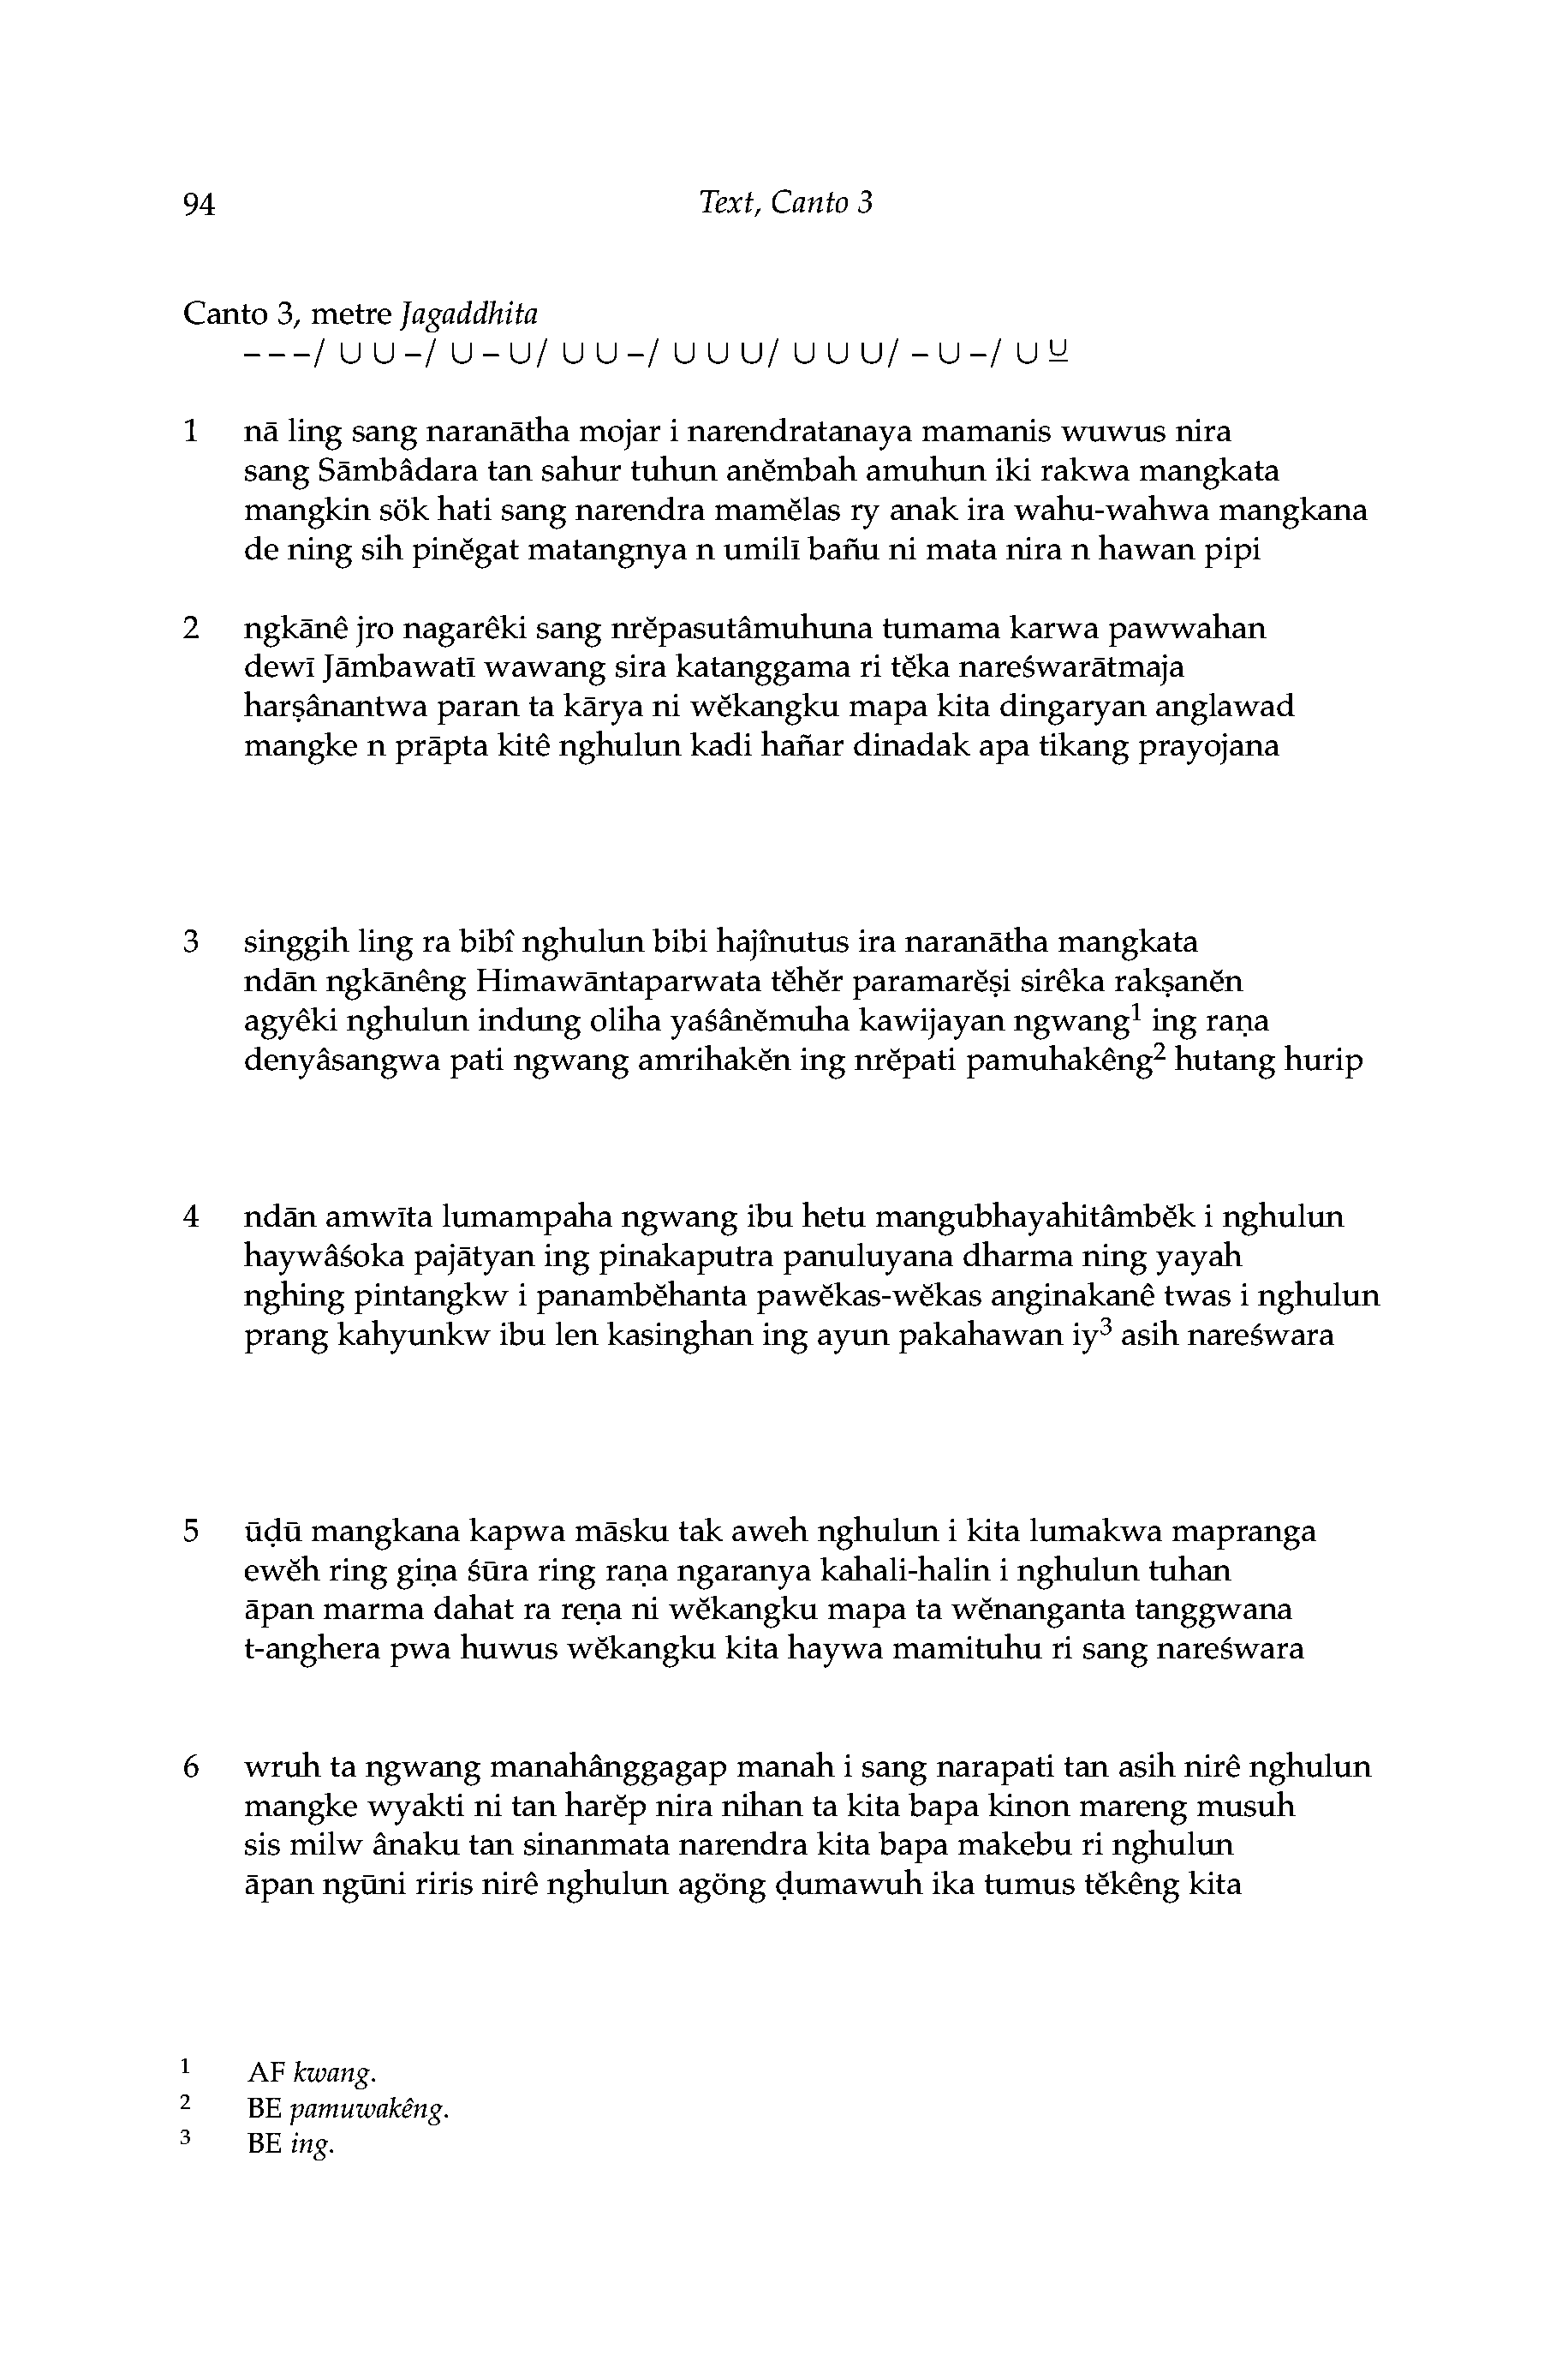 94 Text, Canto 3
Canto 3, metre Jagaddhita
– – –/ ∪ ∪ –/ ∪ – ∪/ ∪ ∪ –/ ∪ ∪ ∪/ ∪ ∪ ∪/ – ∪ –/ ∪ ⊻
1 nā ling sang naranātha mojar i narendratanaya mamanis wuwus nira
sang Sāmbâdara tan sahur tuhun anĕmbah amuhun iki rakwa mangkata
mangkin sök hati sang narendra mamĕlas ry anak ira wahu-wahwa mangkana
de ning sih pinĕgat matangnya n umilī bañu ni mata nira n hawan pipi
2 ngkānê jro nagarêki sang nrĕpasutâmuhuna tumama karwa pawwahan
dewī Jāmbawatī wawang sira katanggama ri tĕka nareśwarātmaja
harṣânantwa paran ta kārya ni wĕkangku mapa kita dingaryan anglawad
mangke n prāpta kitê nghulun kadi hañar dinadak apa tikang prayojana
3 singgih ling ra bibî nghulun bibi hajînutus ira naranātha mangkata
ndān ngkānêng Himawāntaparwata tĕhĕr paramarĕṣi sirêka rakṣanĕn
agyêki nghulun indung oliha yaśânĕmuha kawijayan ngwang¹ ing raṇa
denyâsangwa pati ngwang amrihakĕn ing nrĕpati pamuhakêng² hutang hurip
4 ndān amwīta lumampaha ngwang ibu hetu mangubhayahitâmbĕk i nghulun
haywâśoka pajātyan ing pinakaputra panuluyana dharma ning yayah
nghing pintangkw i panambĕhanta pawĕkas-wĕkas anginakanê twas i nghulun
prang kahyunkw ibu len kasinghan ing ayun pakahawan iy³ asih nareśwara
5 ūḍū mangkana kapwa māsku tak aweh nghulun i kita lumakwa mapranga
ewĕh ring giṇa śūra ring raṇa ngaranya kahali-halin i nghulun tuhan
āpan marma dahat ra reṇa ni wĕkangku mapa ta wĕnanganta tanggwana
t-anghera pwa huwus wĕkangku kita haywa mamituhu ri sang nareśwara
6 wruh ta ngwang manahânggagap manah i sang narapati tan asih nirê nghulun
mangke wyakti ni tan harĕp nira nihan ta kita bapa kinon mareng musuh
sis milw ânaku tan sinanmata narendra kita bapa makebu ri nghulun
āpan ngūni riris nirê nghulun agöng ḍumawuh ika tumus tĕkêng kita
1 AF kwang.
2 BE pamuwakêng.
3 BE ing.